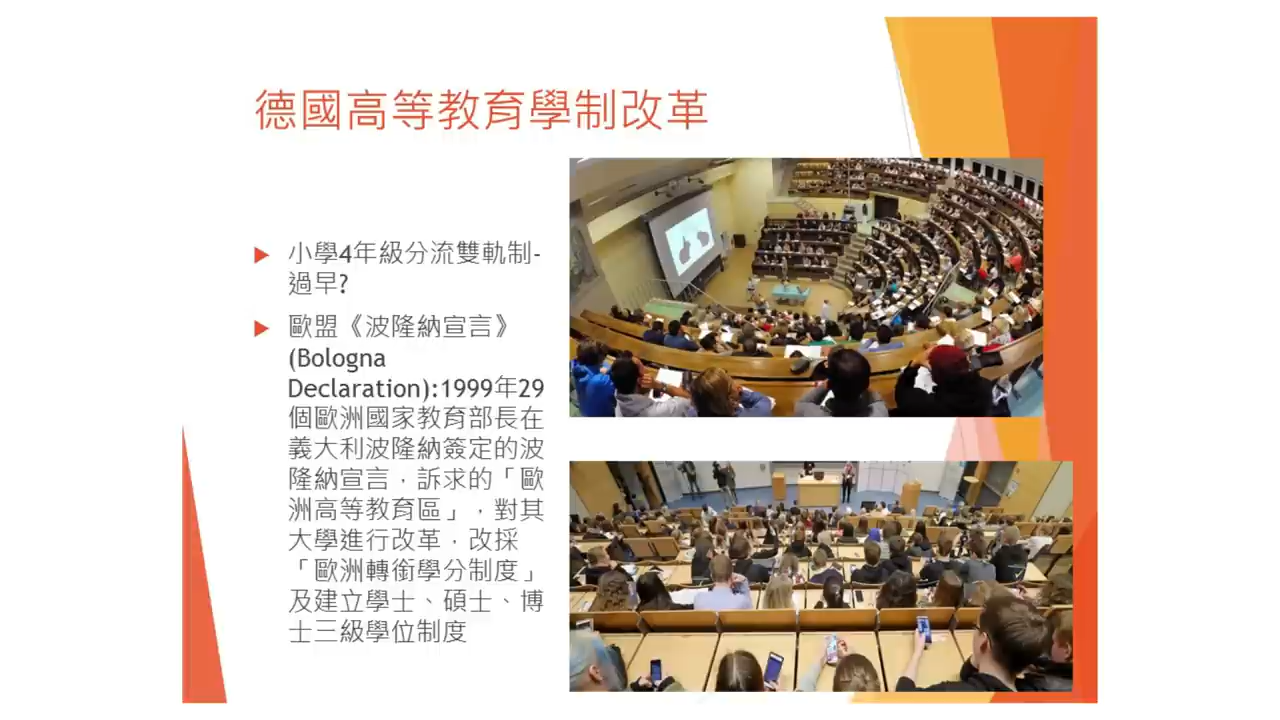 德國高等教育學制改革
小學4年級分流雙軌制-
過早?
歐盟《波隆納宣言》
(Bologna
Declaration):1999年29
個歐洲國家教育部長在
義大利波隆納簽定的波
隆納宣言，訴求的「歐
洲高等教育區」，對其
大學進行改革，改採
「歐洲轉銜學分制度」
及建立學士、碩士、博
士三級學位制度